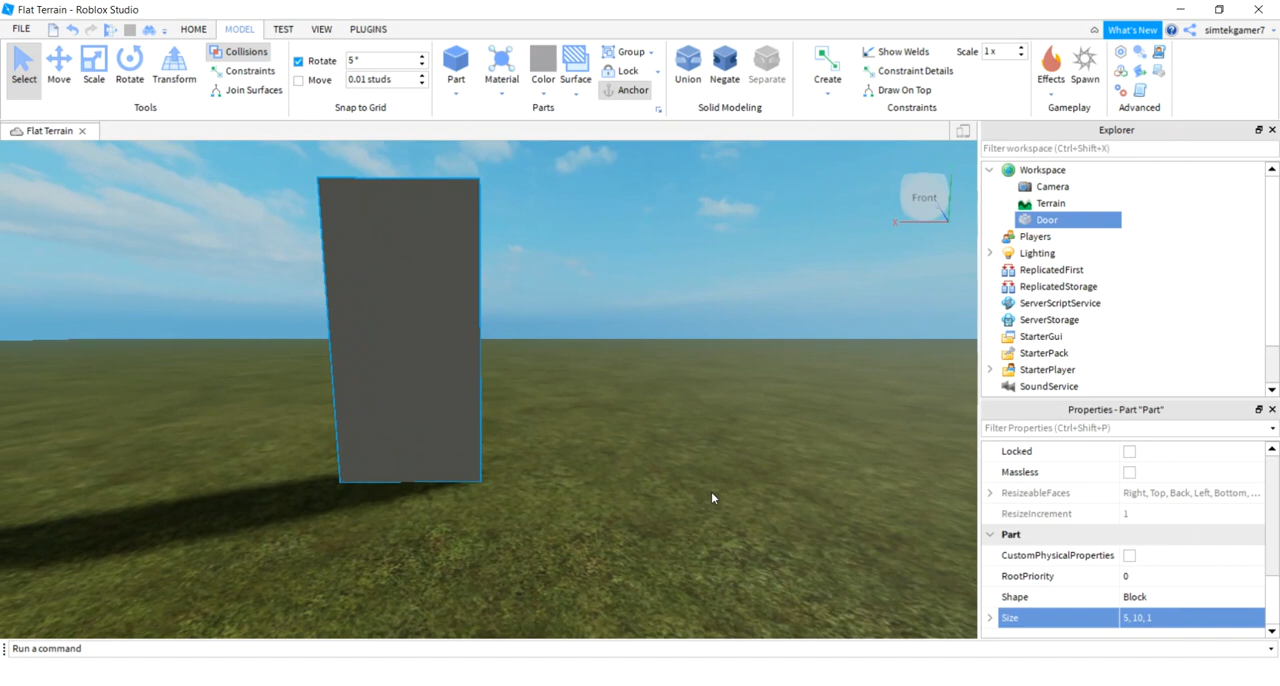 Flat Terrain - Roblox Studio
FILE HOME MODEL TEST VIEW PLUGINS What's New simtekgamer7
Select Move Scale Rotate Transform
Collisions
Constraints
Join Surfaces
Tools
Rotate 5°
Move 0.01 studs
Snap to Grid
Part Material Color Surface
Group
Lock
Anchor
Parts
Union Negate Separate
Solid Modeling
Create
Show Welds Scale 1 x
Constraint Details
Draw On Top
Constraints
Effects Spawn
Gameplay
Advanced
Flat Terrain
Front
X
Explorer
Filter workspace (Ctrl+Shift+X)
Workspace
Camera
Terrain
Door
Players
Lighting
ReplicatedFirst
ReplicatedStorage
ServerScriptService
ServerStorage
StarterGui
StarterPack
StarterPlayer
SoundService
Properties - Part "Part"
Filter Properties (Ctrl+Shift+P)
Locked
Massless
ResizeableFaces Right, Top, Back, Left, Bottom, ...
ResizeIncrement 1
Part
CustomPhysicalProperties
RootPriority 0
Shape Block
Size 5, 10, 1
Run a command